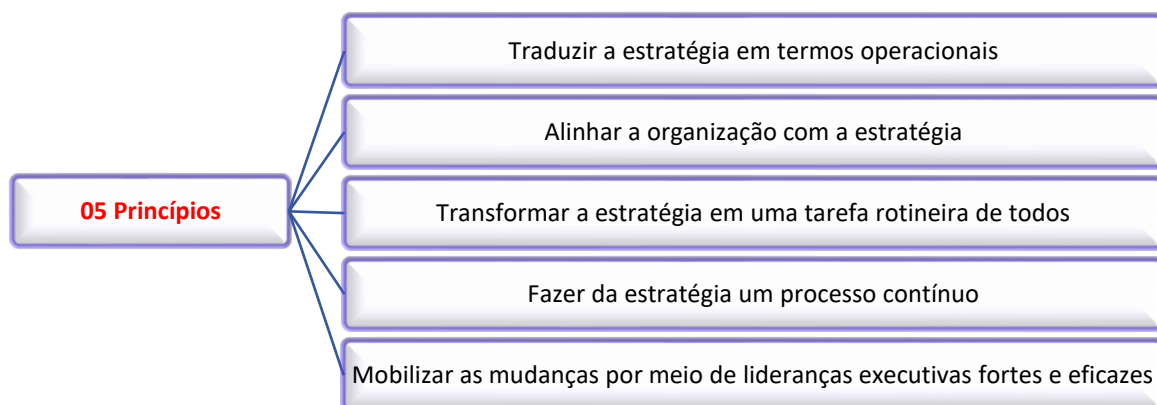 Traduzir a estratégia em termos operacionais
Alinhar a organização com a estratégia
05 Princípios
Transformar a estratégia em uma tarefa rotineira de todos
Fazer da estratégia um processo contínuo
Mobilizar as mudanças por meio de lideranças executivas fortes e eficazes